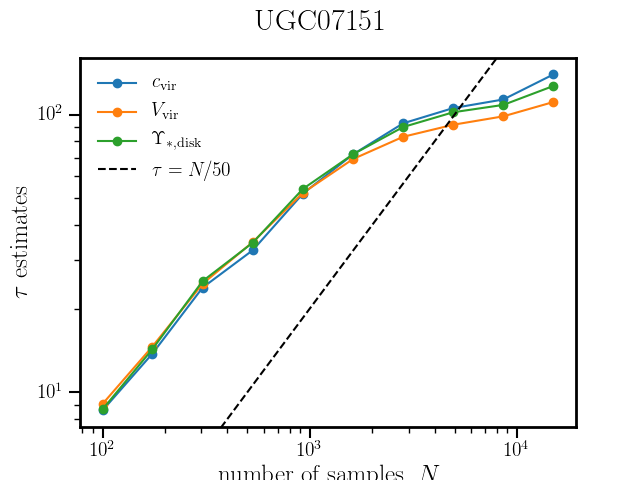 UGC07151
c_vir
V_vir
Υ_*,disk
τ = N/50
10^2
10^1
τ estimates
10^2 10^3 10^4
number of samples, N